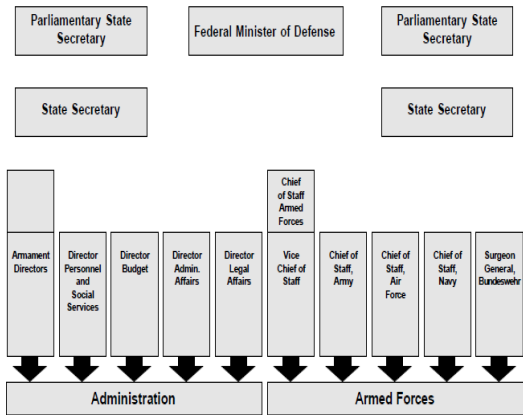 Parliamentary State
Secretary
Federal Minister of Defense
Parliamentary State
Secretary
State Secretary
State Secretary
Chief
of Staff
Armed
Forces
Armament
Directors
Director
Personnel
and
Social
Services
Director
Budget
Director
Admin.
Affairs
Director
Legal
Affairs
Vice
Chief of
Staff
Chief of
Staff,
Army
Chief of
Staff,
Air
Force
Chief of
Staff,
Navy
Surgeon
General,
Bundeswehr
Administration
Armed Forces